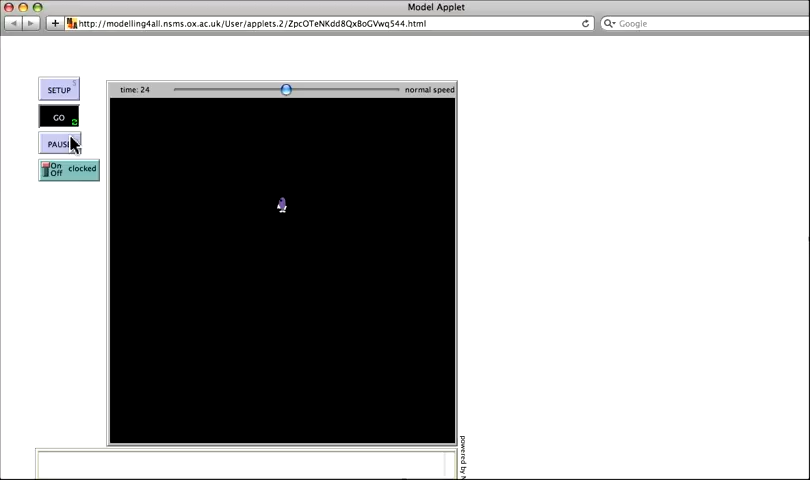 Model Applet
http://modelling4all.nsms.ox.ac.uk/User/applets.2/ZpcOTeNKdd8QxBoGVwq544.html
Google
SETUP
S
time: 24
normal speed
GO
PAUSE
On
Off
clocked
powered by N